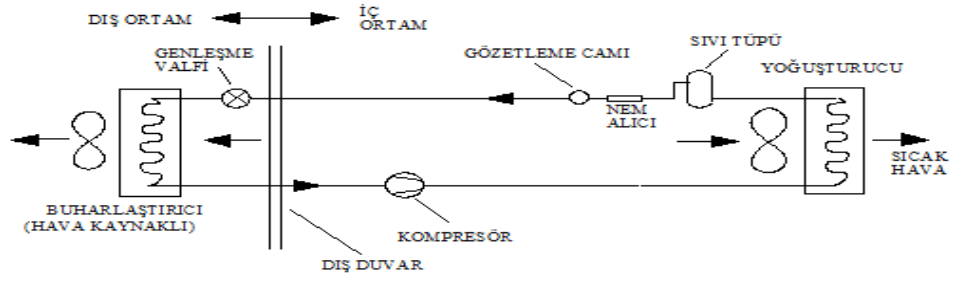 DIŞ ORTAM
İÇ
ORTAM
GENLEŞME
VALFİ
GÖZETLEME CAMI
SIVI TÜPÜ
YOĞUŞTURUCU
NEM
ALICI
SICAK
HAVA
BUHARLAŞTIRICI
(HAVA KAYNAKLI)
KOMPRESÖR
DIŞ DUVAR